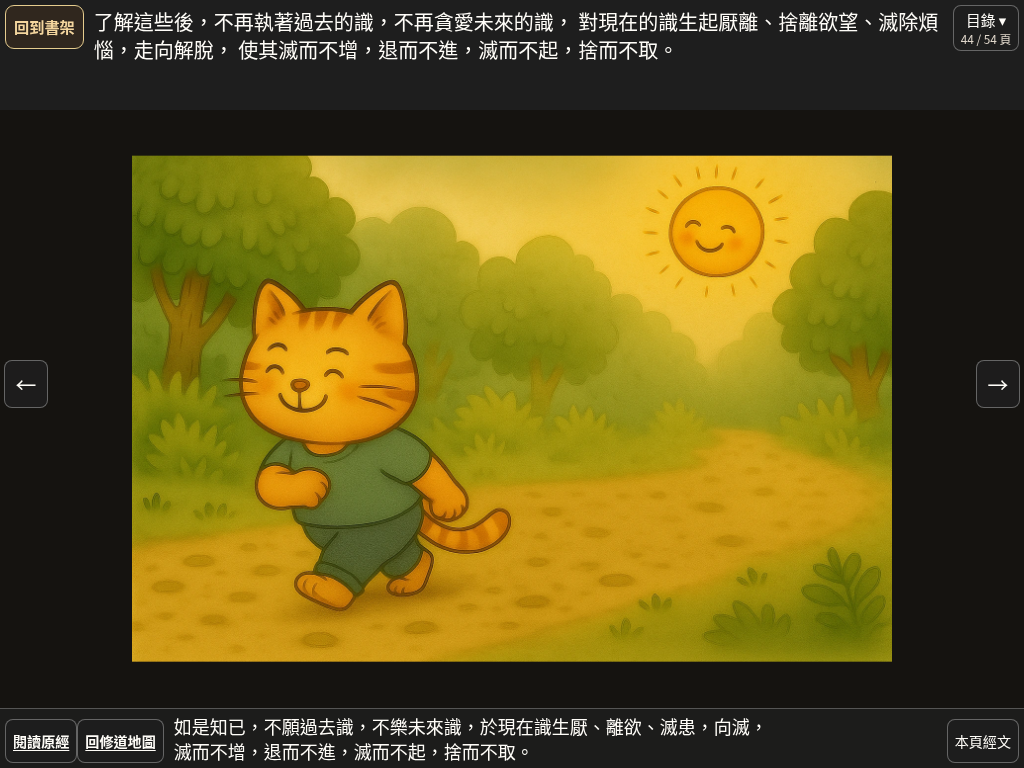 回到書架
了解這些後，不再執著過去的識，不再貪愛未來的識， 對現在的識生起厭離、捨離欲望、滅除煩
惱，走向解脫， 使其滅而不增，退而不進，滅而不起，捨而不取。
目錄 ▾
44 / 54 頁
←
→
閱讀原經
回修道地圖
如是知已，不願過去識，不樂未來識，於現在識生厭、離欲、滅患，向滅，
滅而不增，退而不進，滅而不起，捨而不取。
本頁經文